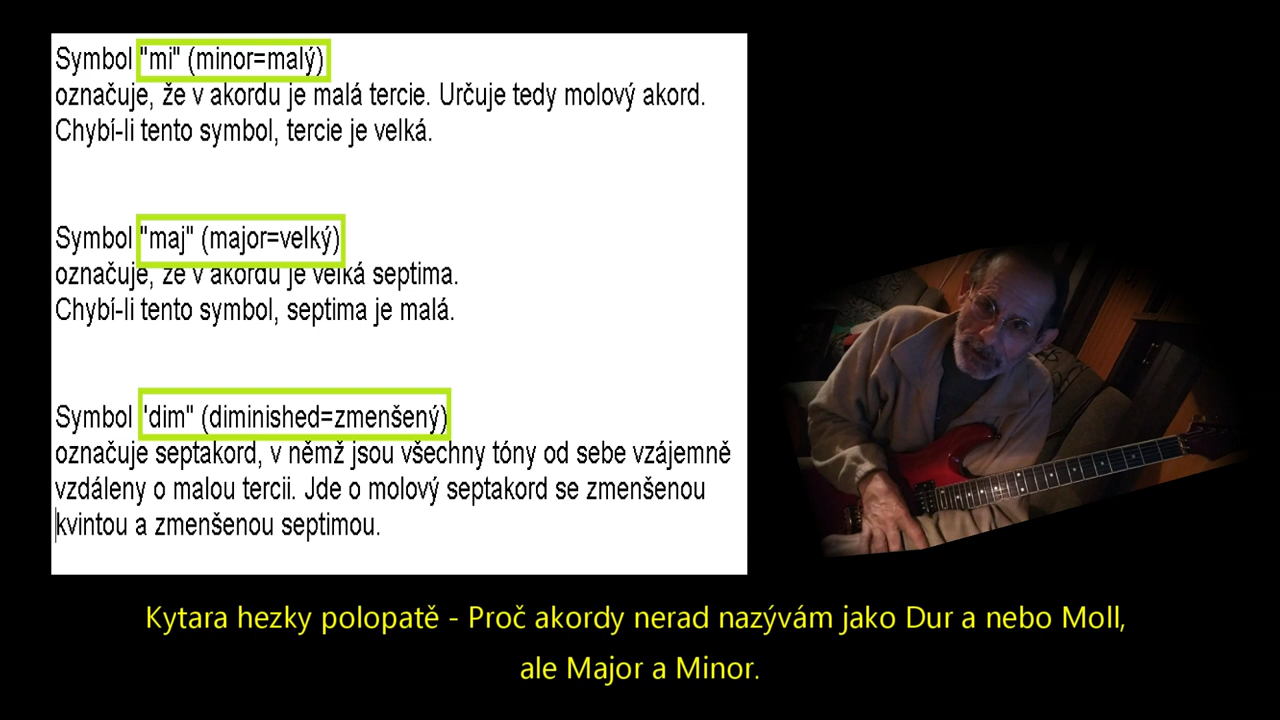 Symbol "mi" (minor=malý)
označuje, že v akordu je malá tercie. Určuje tedy molový akord.
Chybí-li tento symbol, tercie je velká.
Symbol "maj" (major=velký)
označuje, že v akordu je velká septima.
Chybí-li tento symbol, septima je malá.
Symbol "dim" (diminished=zmenšený)
označuje septakord, v němž jsou všechny tóny od sebe vzájemně
vzdáleny o malou tercii. Jde o molový septakord se zmenšenou
kvintou a zmenšenou septimou.
Kytara hezky polopatě - Proč akordy nerad nazývám jako Dur a nebo Moll,
ale Major a Minor.